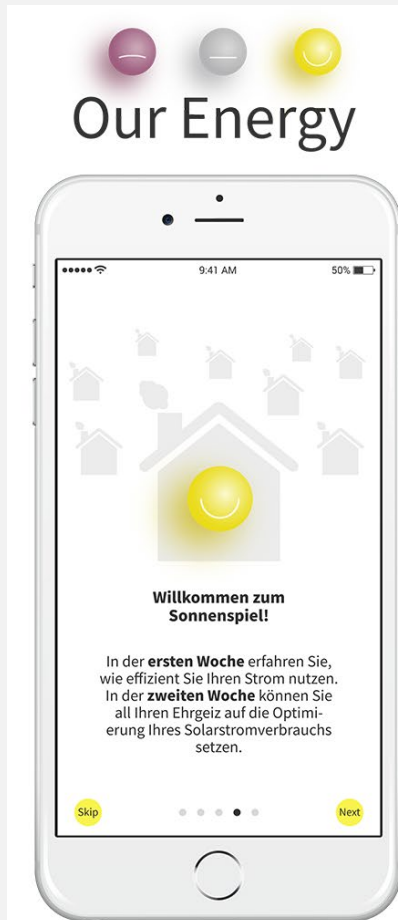 Our Energy
9:41 AM
50%
Willkommen zum
Sonnenspiel!
In der ersten Woche erfahren Sie,
wie effizient Sie Ihren Strom nutzen.
In der zweiten Woche können Sie
all Ihren Ehrgeiz auf die Optimi-
erung Ihres Solarstromverbrauchs
setzen.
Skip
Next